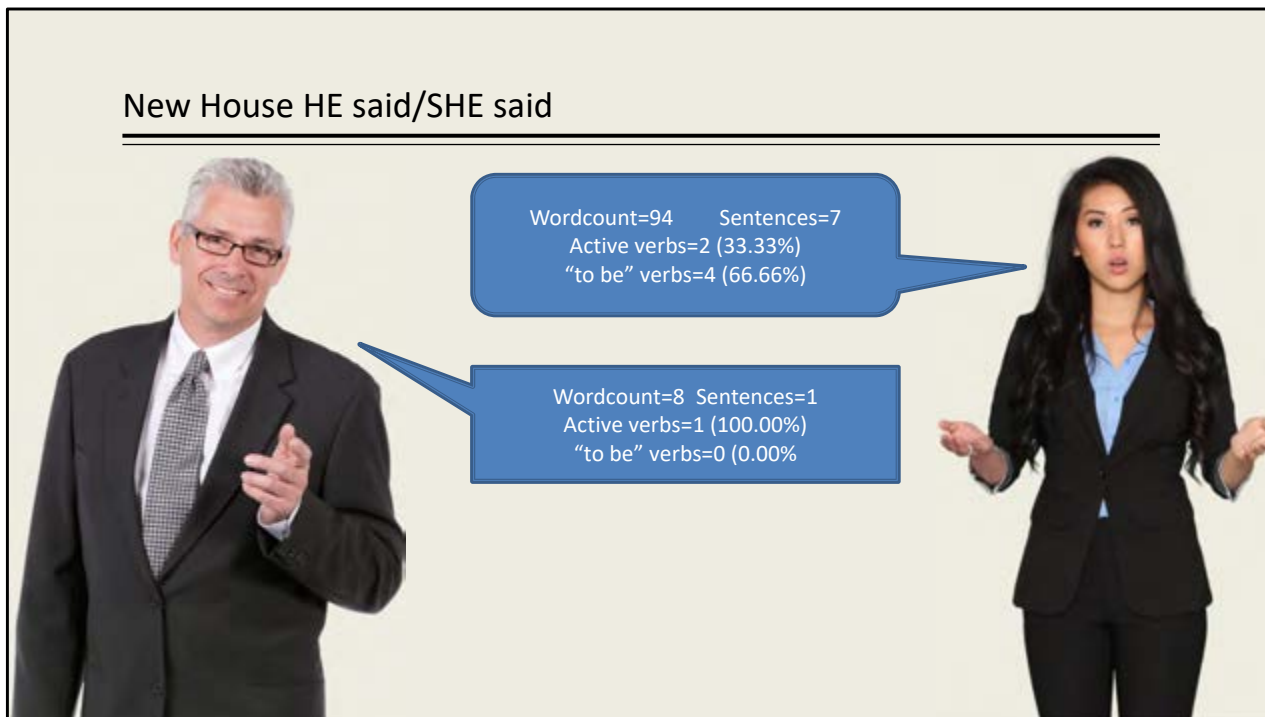 New House HE said/SHE said
Wordcount=94 Sentences=7
Active verbs=2 (33.33%)
“to be” verbs=4 (66.66%)
Wordcount=8 Sentences=1
Active verbs=1 (100.00%)
“to be” verbs=0 (0.00%